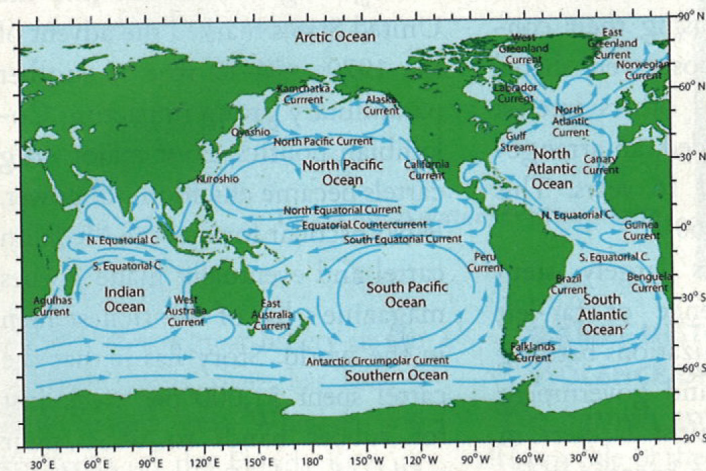 90° N
Arctic Ocean
West
Greenland
Current
East
Greenland
Current
Norwegian
Current
60° N
Kamchatka
Currrent
Alaska
Current
Labrador
Current
North
Atlantic
Current
Oyashio
North Pacific Current
Gulf
Stream
30° N
North Pacific
Ocean
California
Current
North
Atlantic
Ocean
Canary
Current
Kuroshio
North Equatorial Current
N. Equatorial C.
Equatorial Countercurrent
Guinea
Current
0°
N. Equatorial C.
South Equatorial Current
S. Equatorial C.
Peru
Current
S. Equatorial C.
Brazil
Current
Benguela
Current
Agulhas
Current
Indian
Ocean
West
Australia
Current
East
Australia
Current
South Pacific
Ocean
South
Atlantic
Ocean
30° S
Falklands
Current
Antarctic Circumpolar Current
Southern Ocean
60° S
90° S
30° E 60° E 90° E 120° E 150° E 180° 150° W 120° W 90° W 60° W 30° W 0°